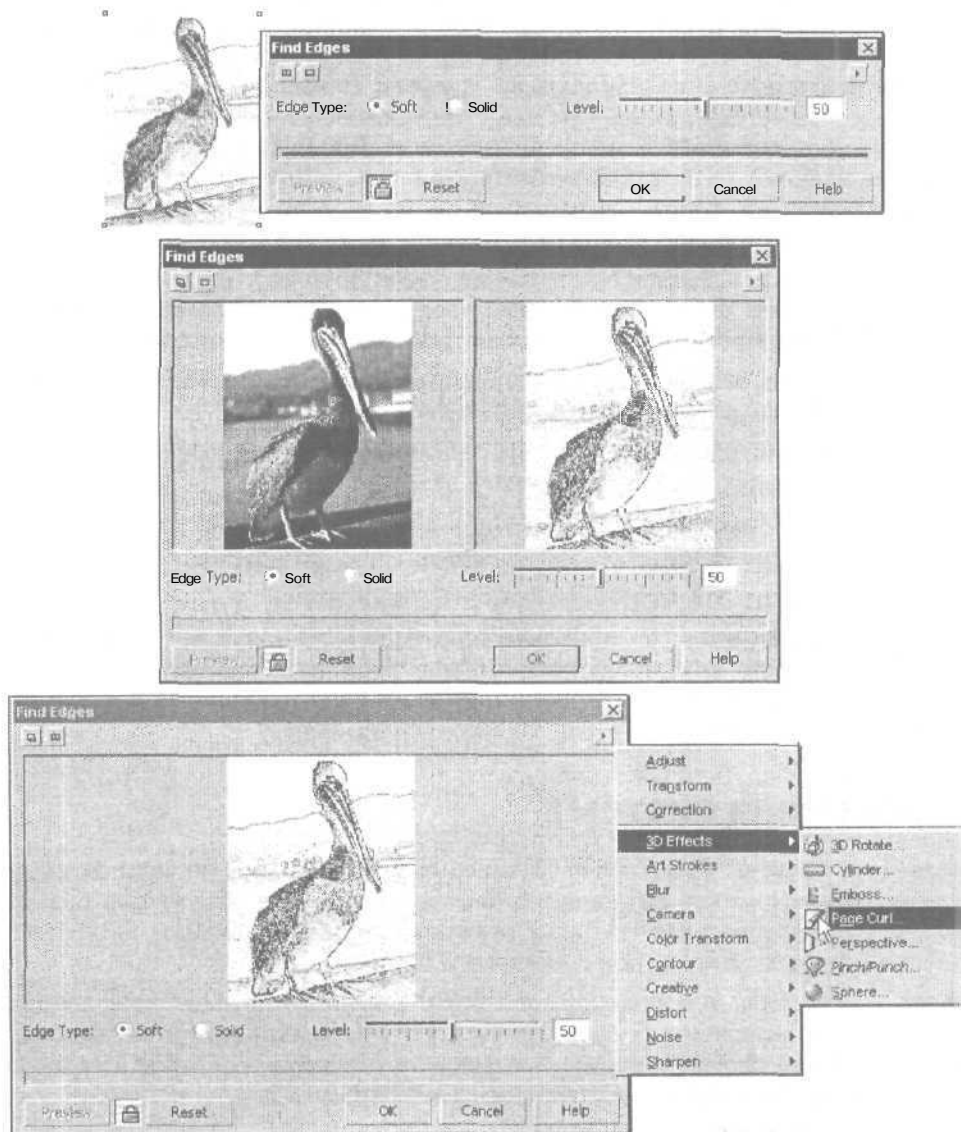 Find Edges
Edge Type: Soft ! Solid Level: 50
Preview Reset OK Cancel Help
Find Edges
Edge Type: Soft Solid Level: 50
Preview Reset OK Cancel Help
Find Edges
Adjust
Transform
Correction
3D Effects
Art Strokes
Blur
Camera
Color Transform
Contour
Creative
Distort
Noise
Sharpen
3D Rotate...
Cylinder...
Emboss...
Page Curl...
Perspective...
Pinch/Punch...
Sphere...
Edge Type: Soft Solid Level: 50
Preview Reset OK Cancel Help